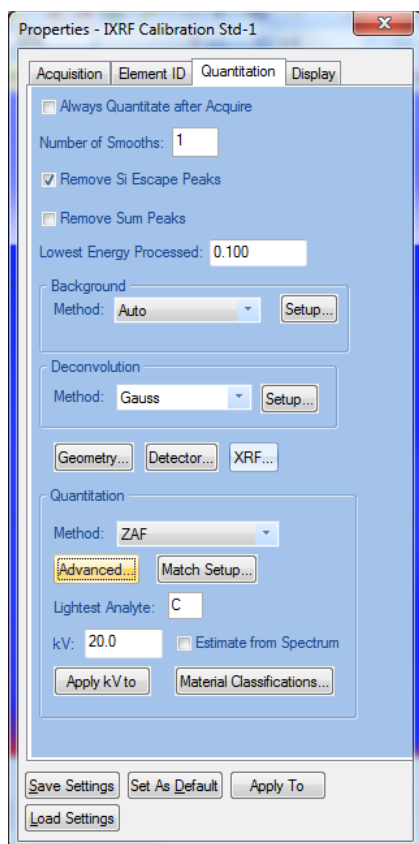 Properties - IXRF Calibration Std-1
Acquisition Element ID Quantitation Display
Always Quantitate after Acquire
Number of Smooths: 1
Remove Si Escape Peaks
Remove Sum Peaks
Lowest Energy Processed: 0.100
Background
Method: Auto Setup...
Deconvolution
Method: Gauss Setup...
Geometry... Detector... XRF...
Quantitation
Method: ZAF
Advanced... Match Setup...
Lightest Analyte: C
kV: 20.0 Estimate from Spectrum
Apply kV to Material Classifications...
Save Settings Set As Default Apply To
Load Settings